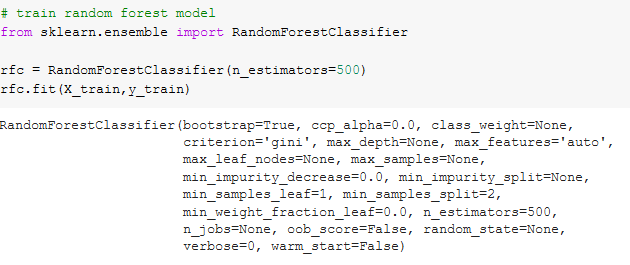 # train random forest model
from sklearn.ensemble import RandomForestClassifier
rfc = RandomForestClassifier(n_estimators=500)
rfc.fit(X_train,y_train)
RandomForestClassifier(bootstrap=True, ccp_alpha=0.0, class_weight=None,
criterion='gini', max_depth=None, max_features='auto',
max_leaf_nodes=None, max_samples=None,
min_impurity_decrease=0.0, min_impurity_split=None,
min_samples_leaf=1, min_samples_split=2,
min_weight_fraction_leaf=0.0, n_estimators=500,
n_jobs=None, oob_score=False, random_state=None,
verbose=0, warm_start=False)